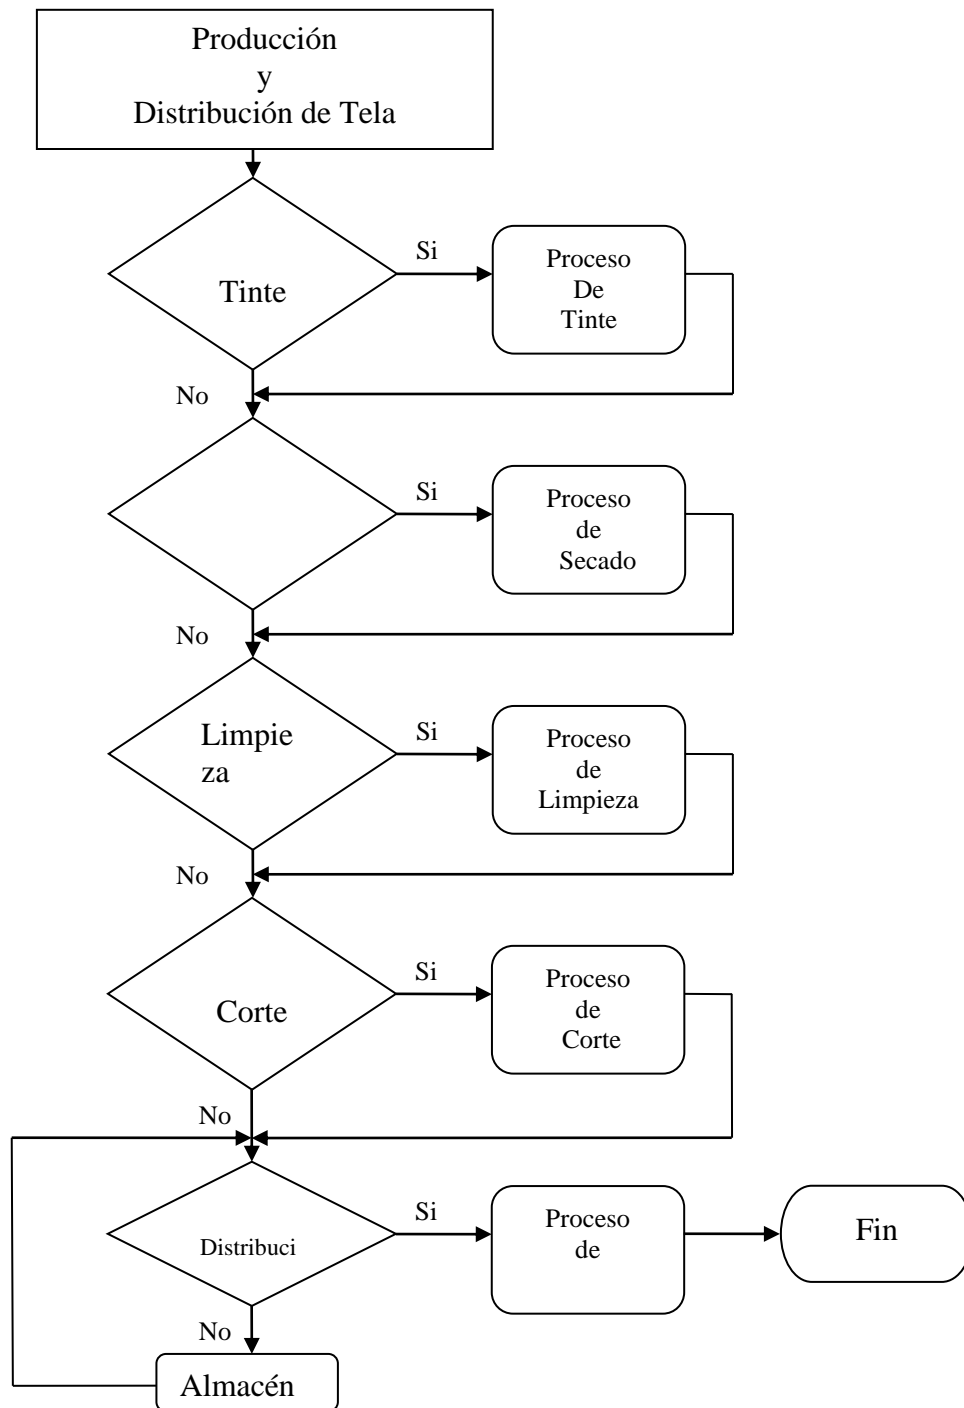 Producción
y
Distribución de Tela
Si
Proceso
De
Tinte
Tinte
No
Si
Proceso
de
Secado
No
Limpie
za
Si
Proceso
de
Limpieza
No
Si
Proceso
de
Corte
Corte
No
Si
Proceso
de
Fin
Distribuci
No
Almacén